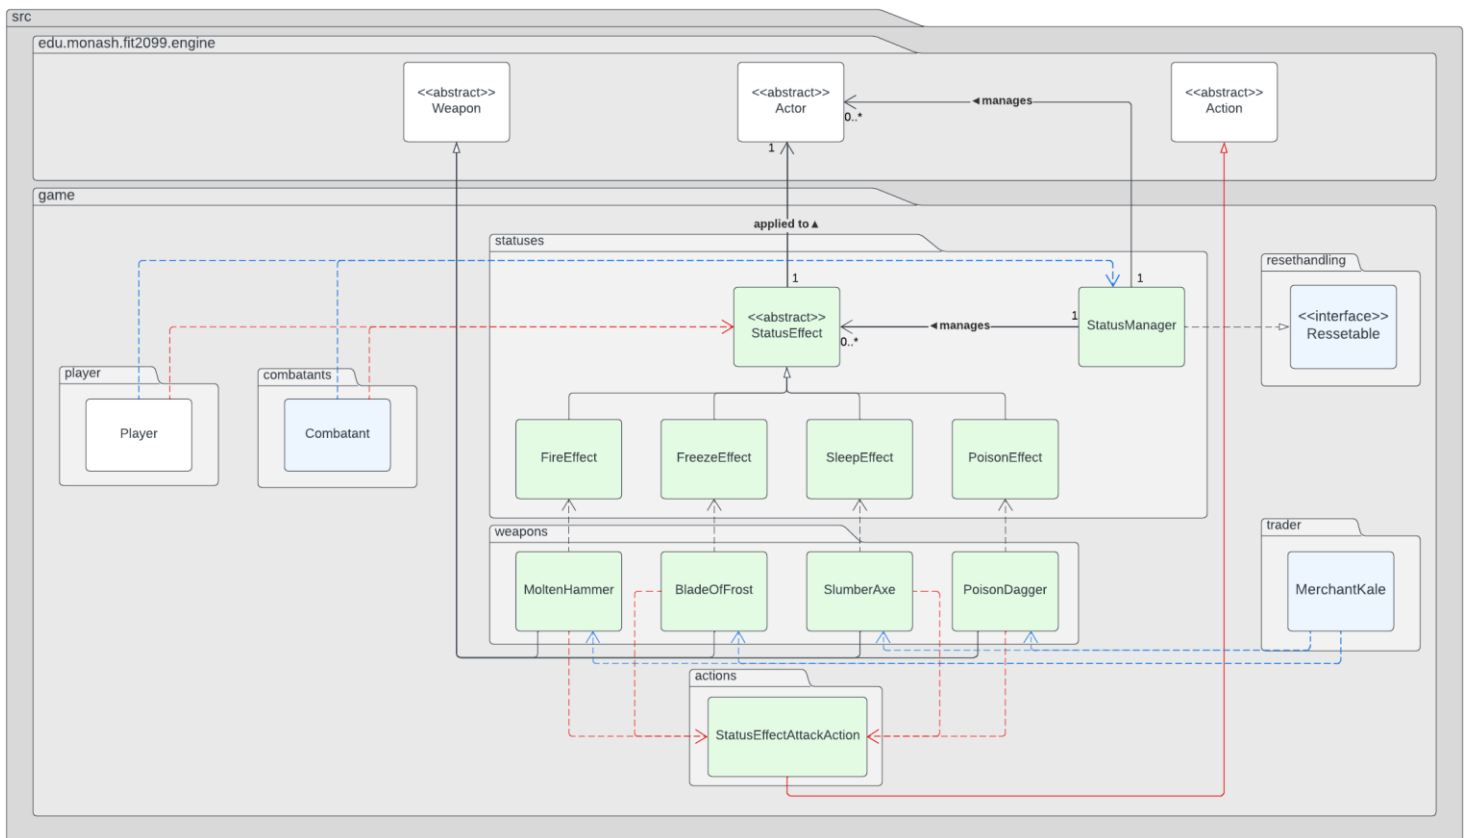 src
edu.monash.fit2099.engine
<<abstract>>
Weapon
<<abstract>>
Actor
0..*
◄manages
<<abstract>>
Action
1
game
applied to▲
statuses
1
1
resethandling
<<abstract>>
StatusEffect
0..*
◄manages
1
StatusManager
<<interface>>
Ressetable
player
Player
combatants
Combatant
FireEffect
FreezeEffect
SleepEffect
PoisonEffect
weapons
MoltenHammer
BladeOfFrost
SlumberAxe
PoisonDagger
trader
MerchantKale
actions
StatusEffectAttackAction